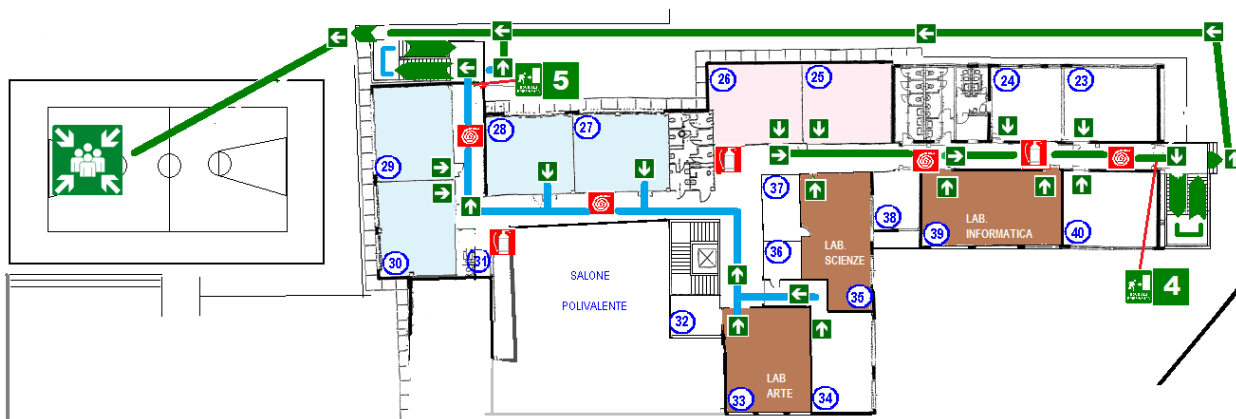 5
26
25
24
23
28
27
29
37
38
LAB.
INFORMATICA
39
40
LAB.
SCIENZE
36
30
31
SALONE
POLIVALENTE
4
35
32
LAB
ARTE
33
34